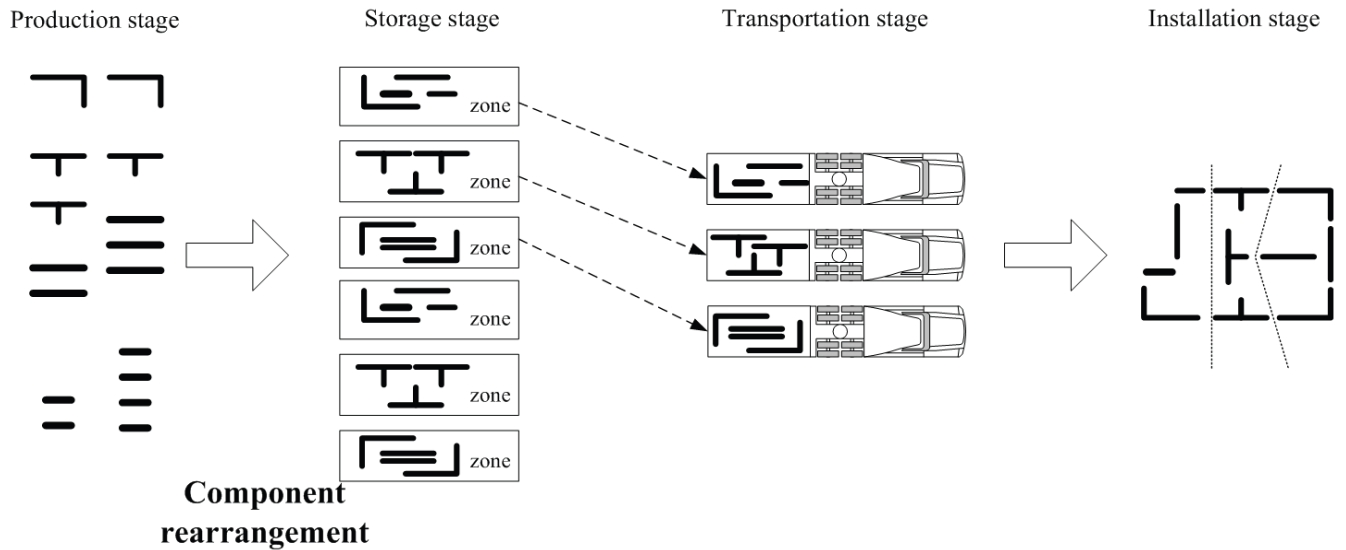 Production stage
Storage stage
Transportation stage
Installation stage
zone
zone
zone
zone
zone
zone
Component
rearrangement